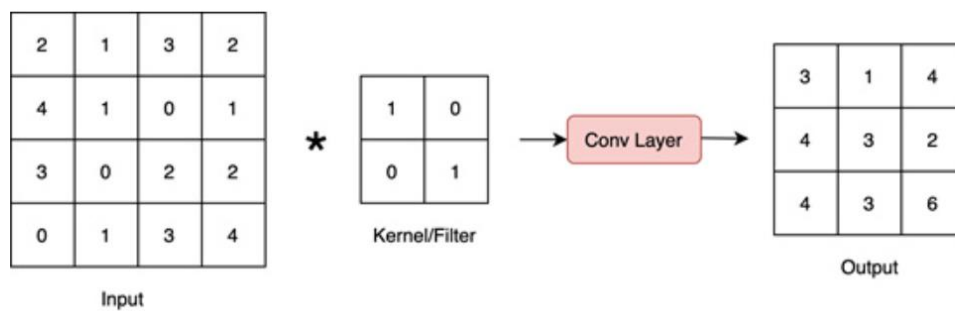 2 1 3 2
4 1 0 1
3 0 2 2
0 1 3 4
Input
*
1 0
0 1
Kernel/Filter
Conv Layer
3 1 4
4 3 2
4 3 6
Output